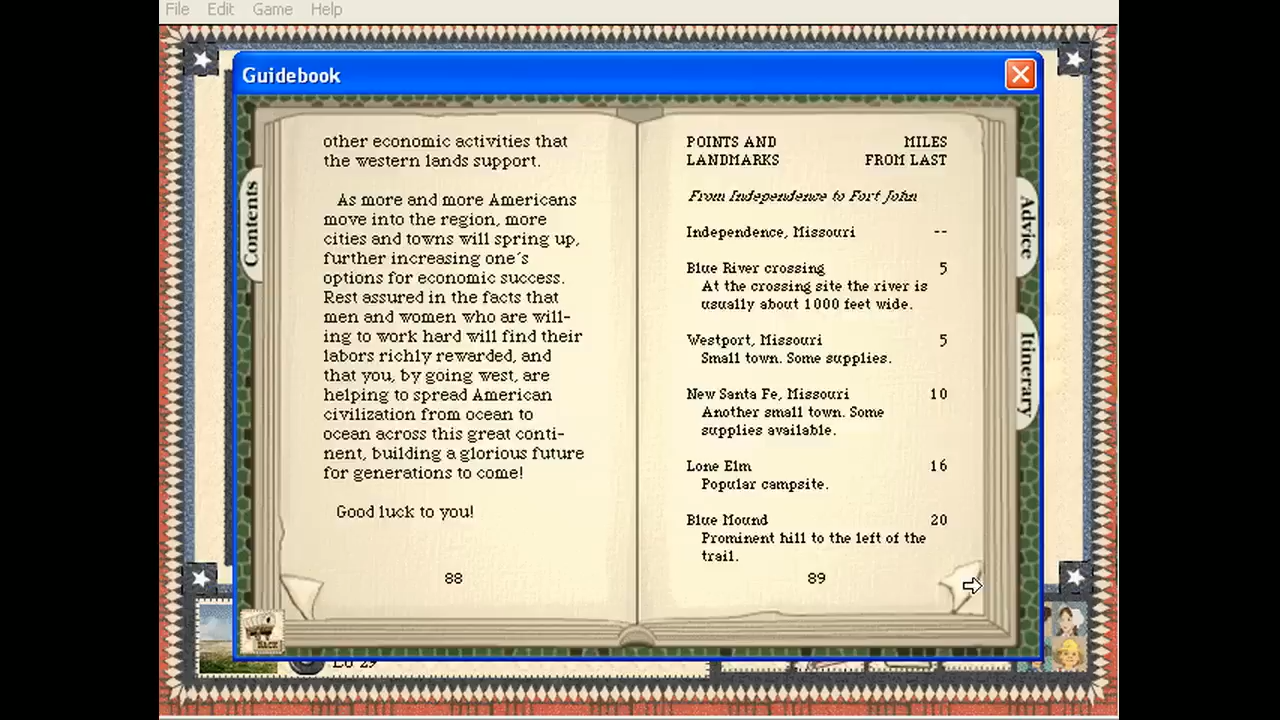 File Edit Game Help
Guidebook
Contents
other economic activities that
the western lands support.
As more and more Americans
move into the region, more
cities and towns will spring up,
further increasing one's
options for economic success.
Rest assured in the facts that
men and women who are will-
ing to work hard will find their
labors richly rewarded, and
that you, by going west, are
helping to spread American
civilization from ocean to
ocean across this great conti-
nent, building a glorious future
for generations to come!
Good luck to you!
88
POINTS AND MILES
LANDMARKS FROM LAST
From Independence to Fort John
Independence, Missouri --
Blue River crossing 5
At the crossing site the river is
usually about 1000 feet wide.
Westport, Missouri 5
Small town. Some supplies.
New Santa Fe, Missouri 10
Another small town. Some
supplies available.
Lone Elm 16
Popular campsite.
Blue Mound 20
Prominent hill to the left of the
trail.
89
Advice
Itinerary
BACK